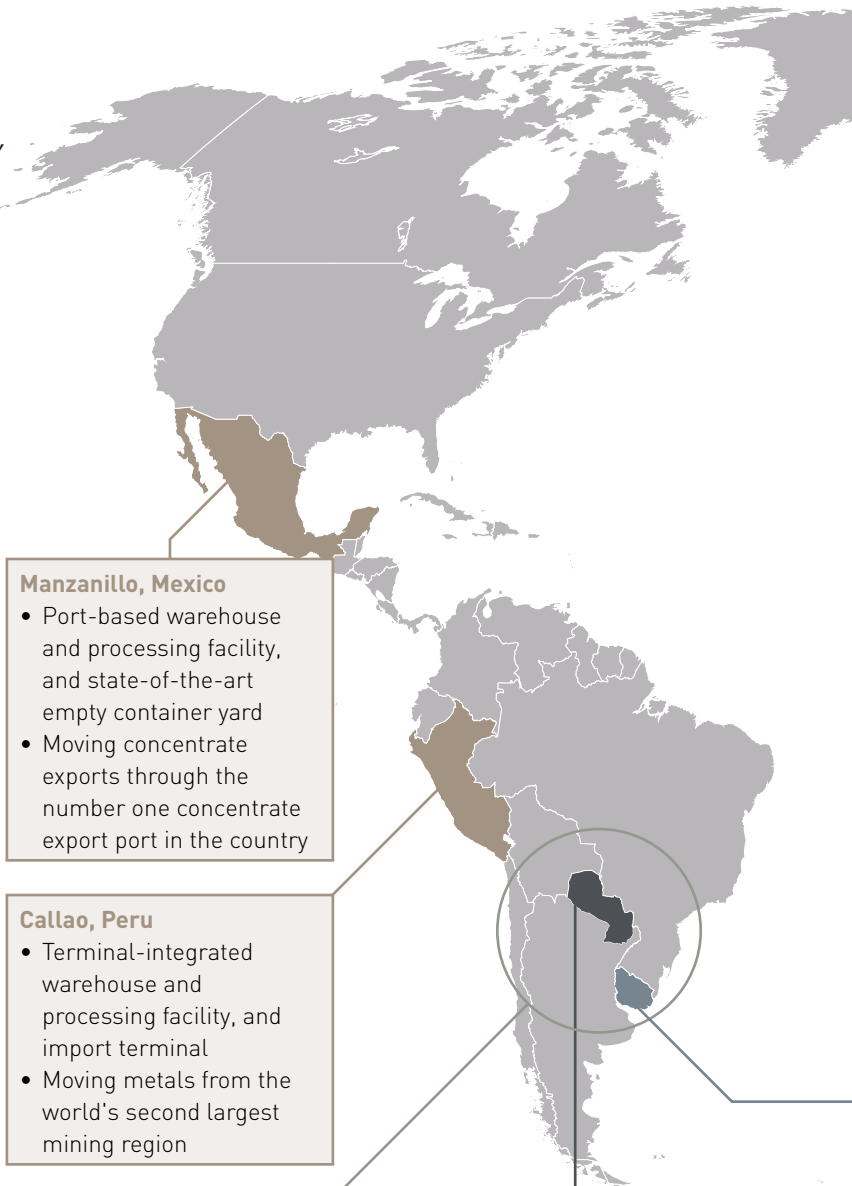 Manzanillo, Mexico
• Port-based warehouse
and processing facility,
and state-of-the-art
empty container yard
• Moving concentrate
exports through the
number one concentrate
export port in the country
Callao, Peru
• Terminal-integrated
warehouse and
processing facility, and
import terminal
• Moving metals from the
world's second largest
mining region